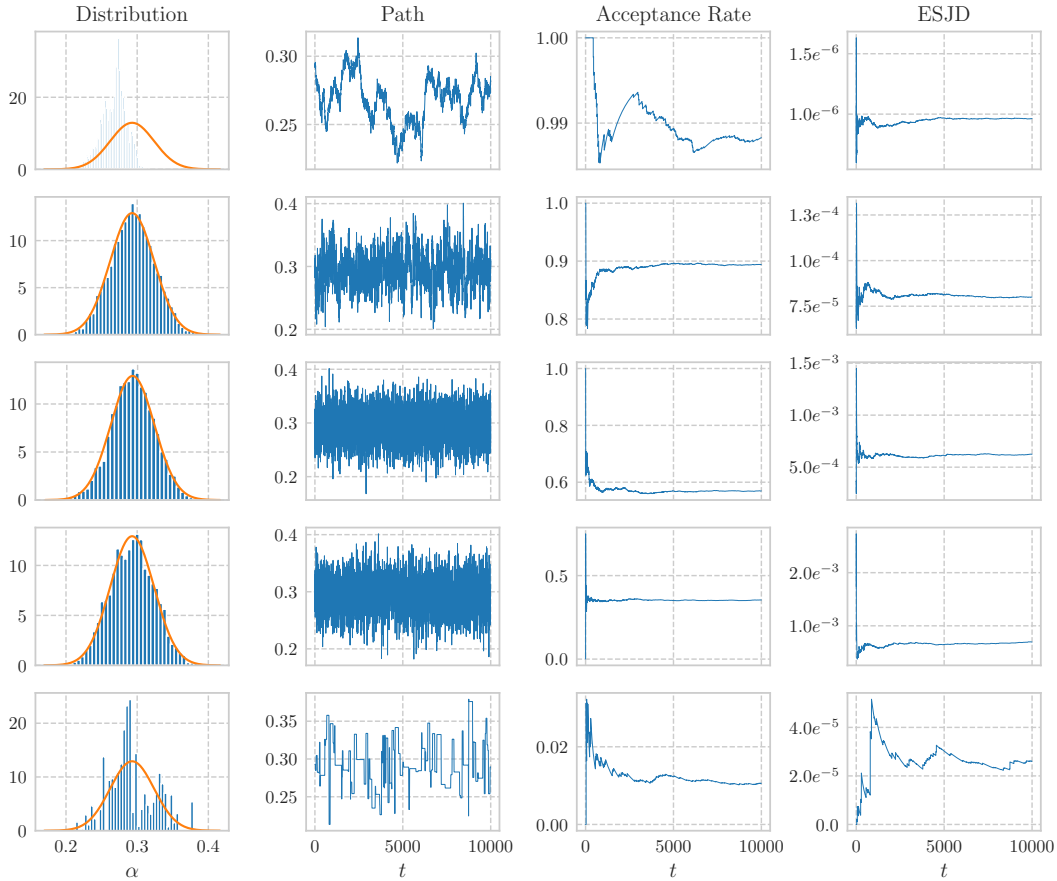 Distribution Path Acceptance Rate ESJD
20
0
0.30
0.25
1.00
0.99
1.5e⁻⁶
1.0e⁻⁶
10
5
0
0.4
0.3
0.2
1.0
0.9
0.8
1.3e⁻⁴
1.0e⁻⁴
7.5e⁻⁵
10
5
0
0.4
0.3
0.2
1.0
0.8
0.6
1.5e⁻³
1.0e⁻³
5.0e⁻⁴
10
5
0
0.4
0.3
0.2
0.5
0.0
2.0e⁻³
1.0e⁻³
20
10
0
0.35
0.30
0.25
0.02
0.00
4.0e⁻⁵
2.0e⁻⁵
0.0
0.2 0.3 0.4
0 5000 10000
0 5000 10000
0 5000 10000
α t t t